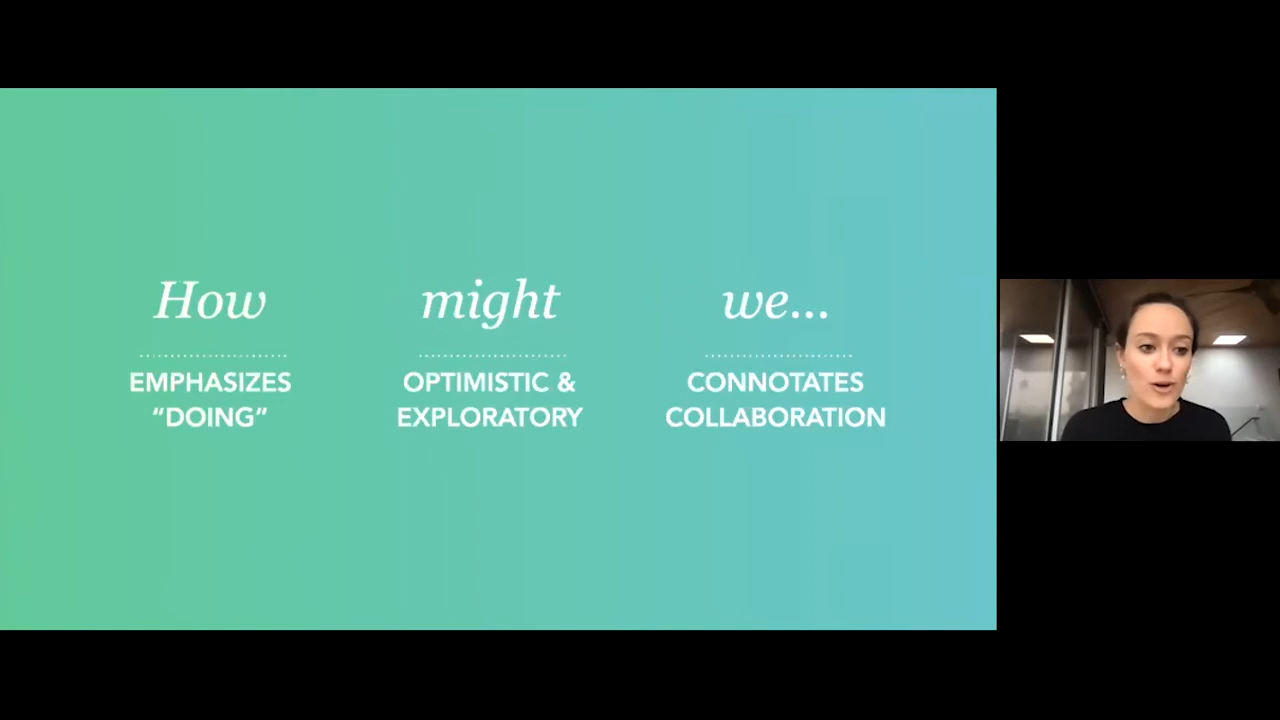 How might we...
EMPHASIZES
“DOING”
OPTIMISTIC &
EXPLORATORY
CONNOTATES
COLLABORATION